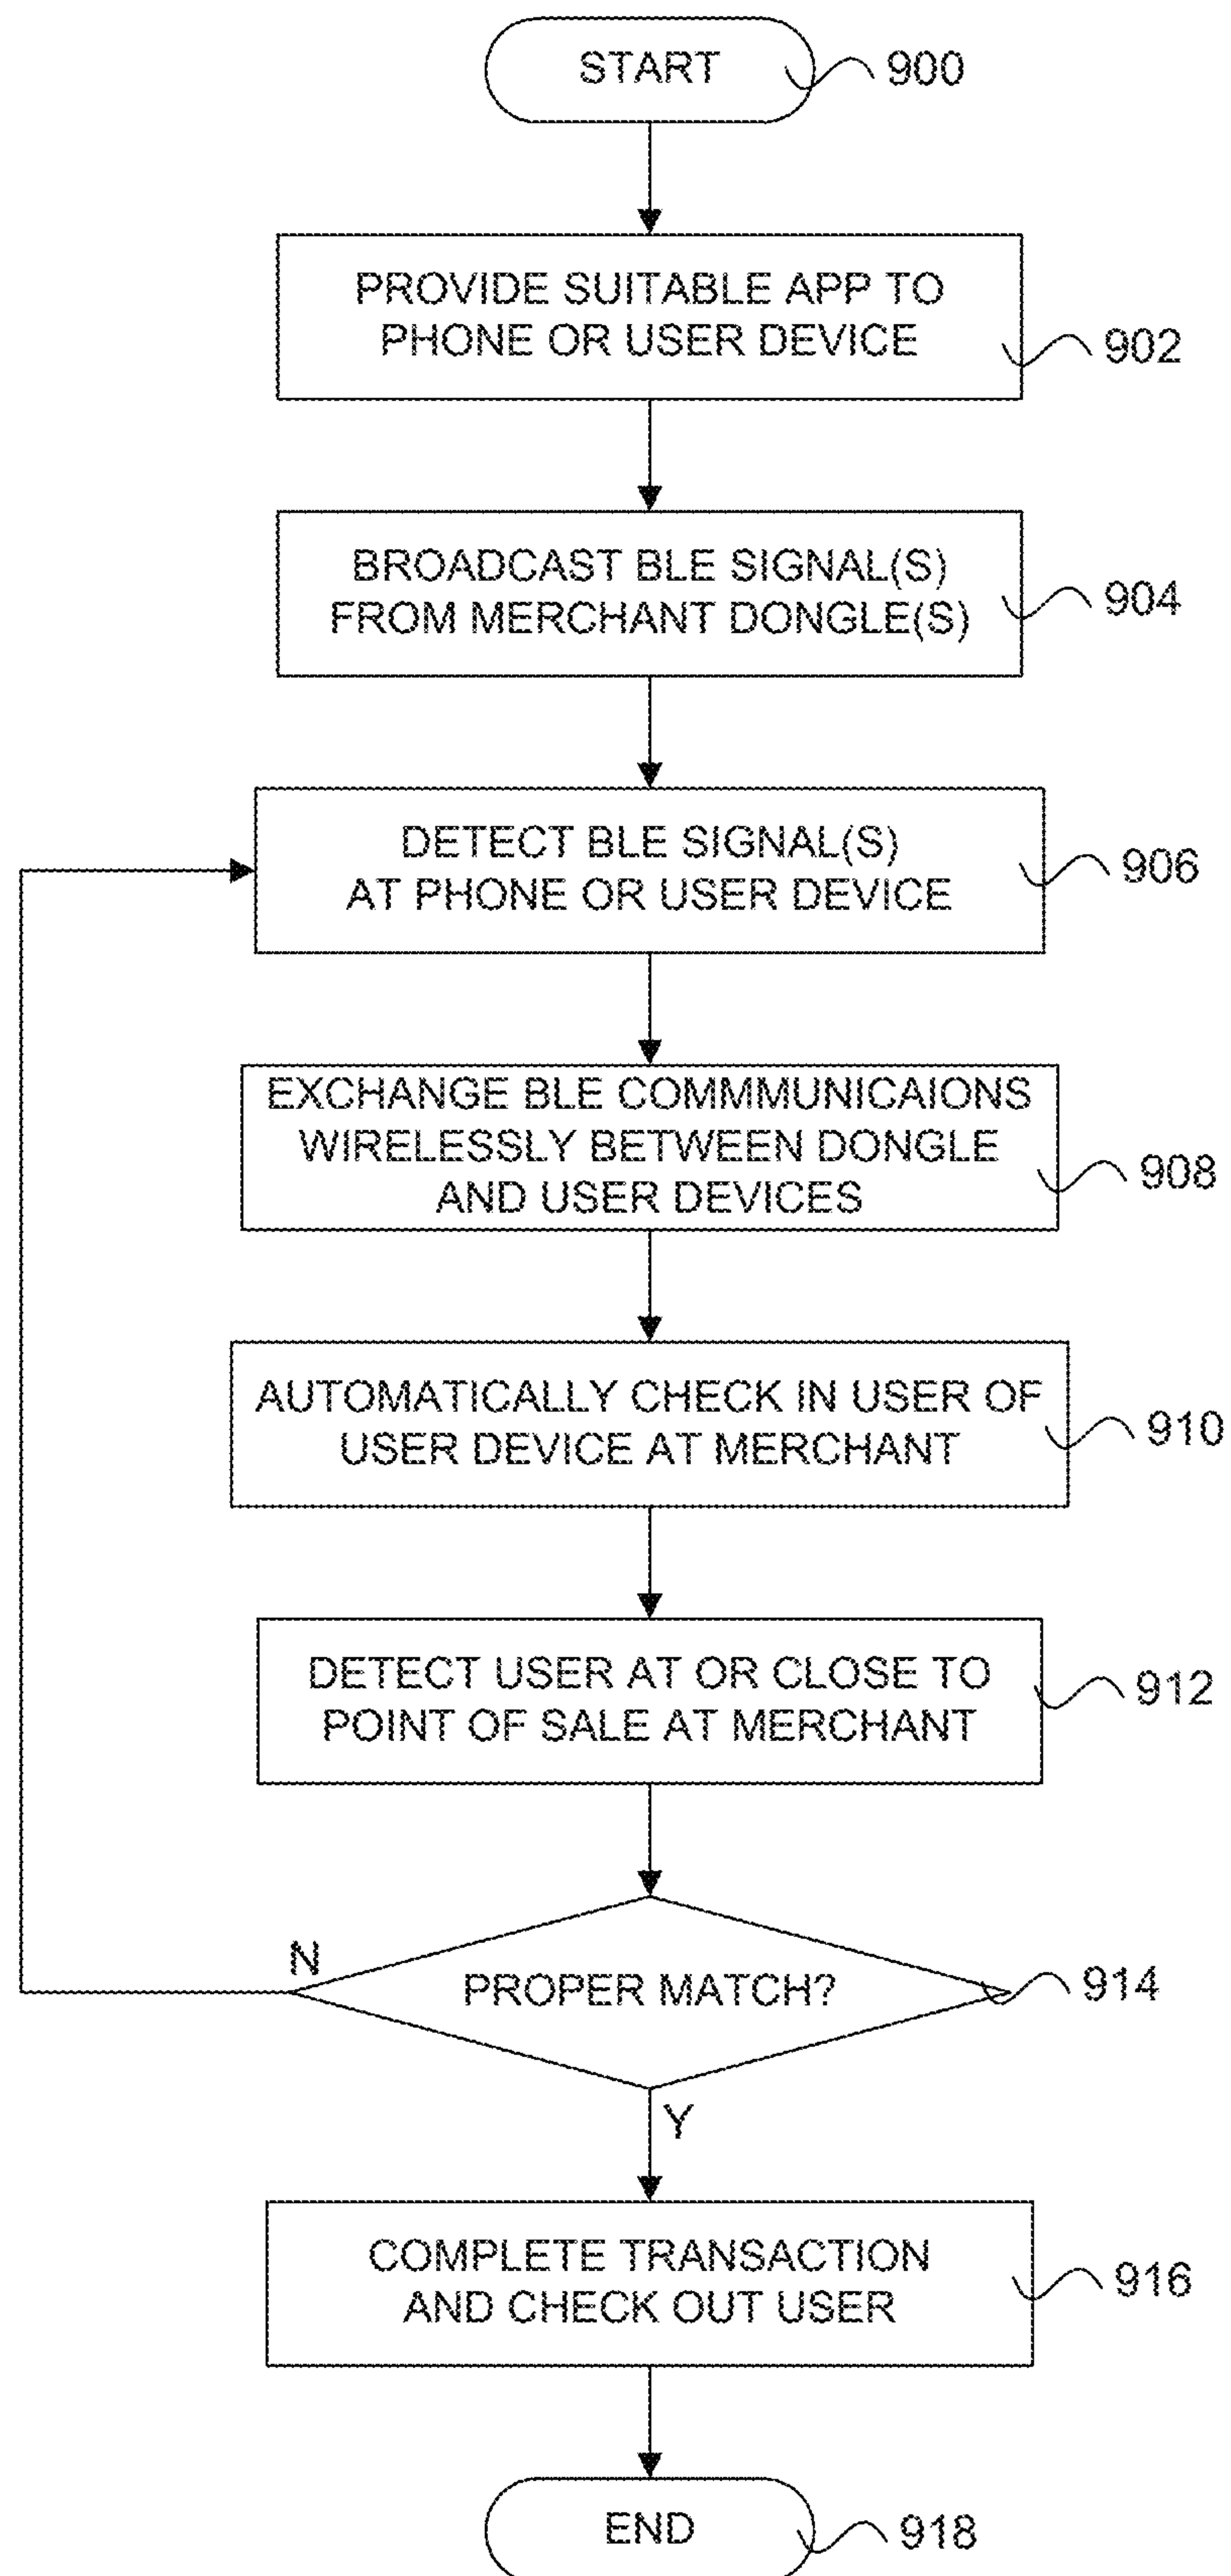 START
900
PROVIDE SUITABLE APP TO
PHONE OR USER DEVICE
902
BROADCAST BLE SIGNAL(S)
FROM MERCHANT DONGLE(S)
904
DETECT BLE SIGNAL(S)
AT PHONE OR USER DEVICE
906
EXCHANGE BLE COMMMUNICAIONS
WIRELESSLY BETWEEN DONGLE
AND USER DEVICES
908
AUTOMATICALLY CHECK IN USER OF
USER DEVICE AT MERCHANT
910
DETECT USER AT OR CLOSE TO
POINT OF SALE AT MERCHANT
912
N
PROPER MATCH?
914
Y
COMPLETE TRANSACTION
AND CHECK OUT USER
916
END
918